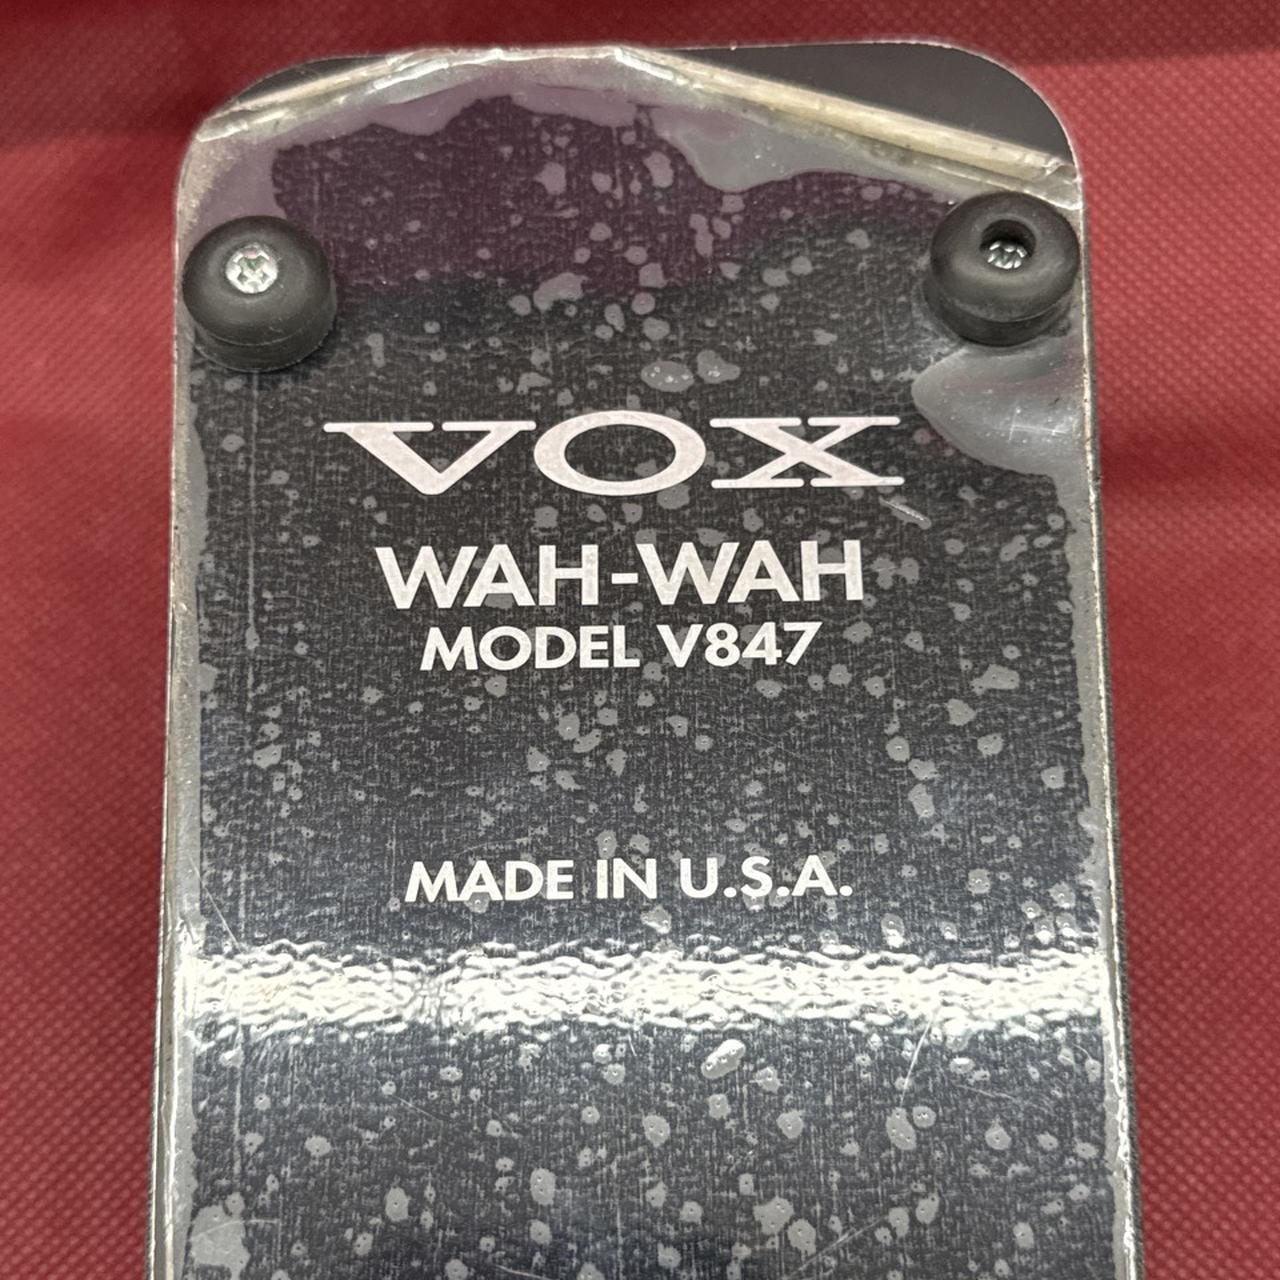 VOX
WAH-WAH
MODEL V847
MADE IN U.S.A.